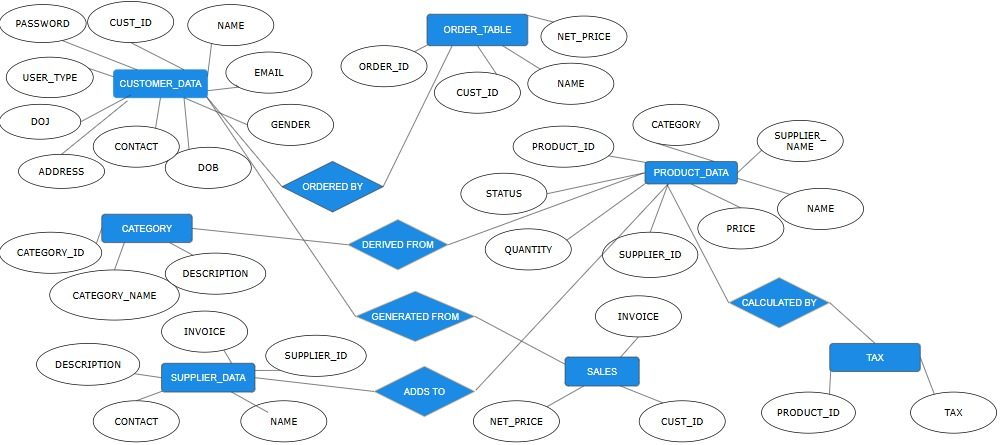 PASSWORD
CUST_ID
NAME
USER_TYPE
CUSTOMER_DATA
EMAIL
DOJ
GENDER
CONTACT
ADDRESS
DOB
ORDER_TABLE
NET_PRICE
ORDER_ID
CUST_ID
NAME
ORDERED BY
CATEGORY
SUPPLIER_
NAME
PRODUCT_ID
PRODUCT_DATA
STATUS
NAME
PRICE
QUANTITY
SUPPLIER_ID
CATEGORY
DERIVED FROM
CATEGORY_ID
DESCRIPTION
CATEGORY_NAME
GENERATED FROM
CALCULATED BY
INVOICE
SUPPLIER_ID
DESCRIPTION
SUPPLIER_DATA
ADDS TO
CONTACT
NAME
INVOICE
SALES
NET_PRICE
CUST_ID
TAX
PRODUCT_ID
TAX